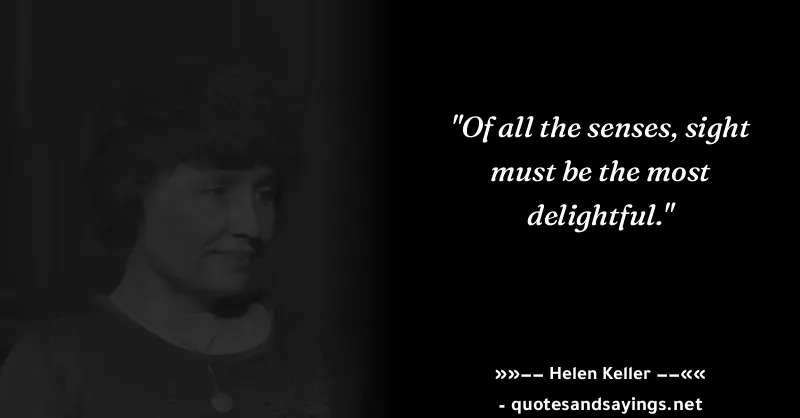 "Of all the senses, sight
must be the most
delightful."
»»−− Helen Keller −−««
- quotesandsayings.net